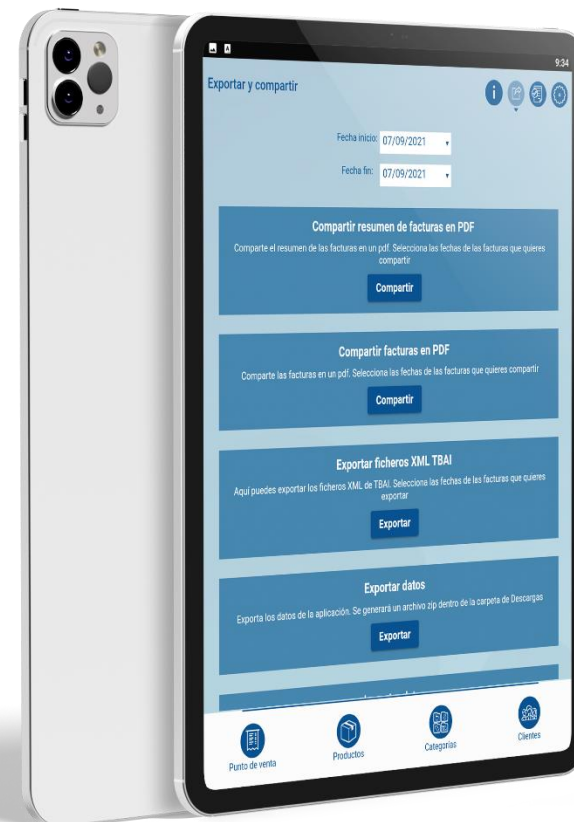 9:34
Exportar y compartir
i
Fecha inicio: 07/09/2021
Fecha fin: 07/09/2021
Compartir resumen de facturas en PDF
Comparte el resumen de las facturas en un pdf. Selecciona las fechas de las facturas que quieres
compartir
Compartir
Compartir facturas en PDF
Comparte las facturas en un pdf. Selecciona las fechas de las facturas que quieres compartir
Compartir
Exportar ficheros XML TBAI
Aquí puedes exportar los ficheros XML de TBAI. Selecciona las fechas de las facturas que quieres
exportar
Exportar
Exportar datos
Exporta los datos de la aplicación. Se generará un archivo zip dentro de la carpeta de Descargas
Exportar
Punto de venta
Productos
Categorías
Clientes